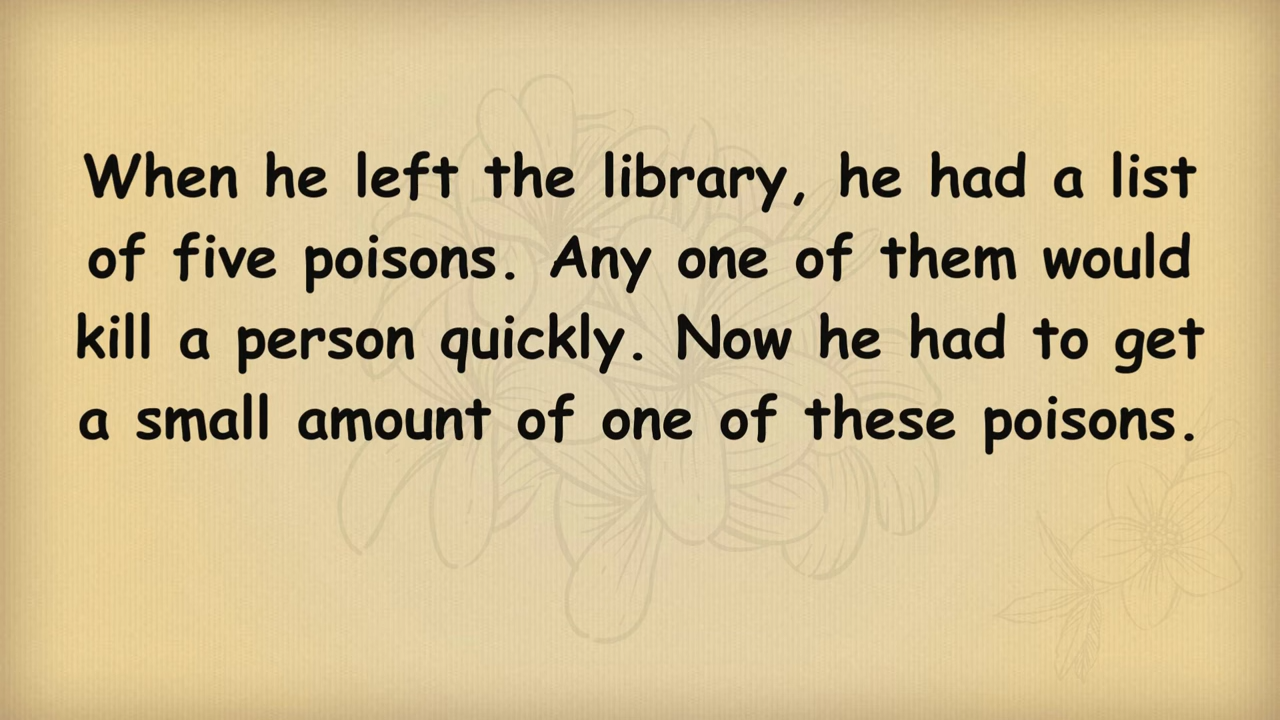 When he left the library, he had a list
of five poisons. Any one of them would
kill a person quickly. Now he had to get
a small amount of one of these poisons.